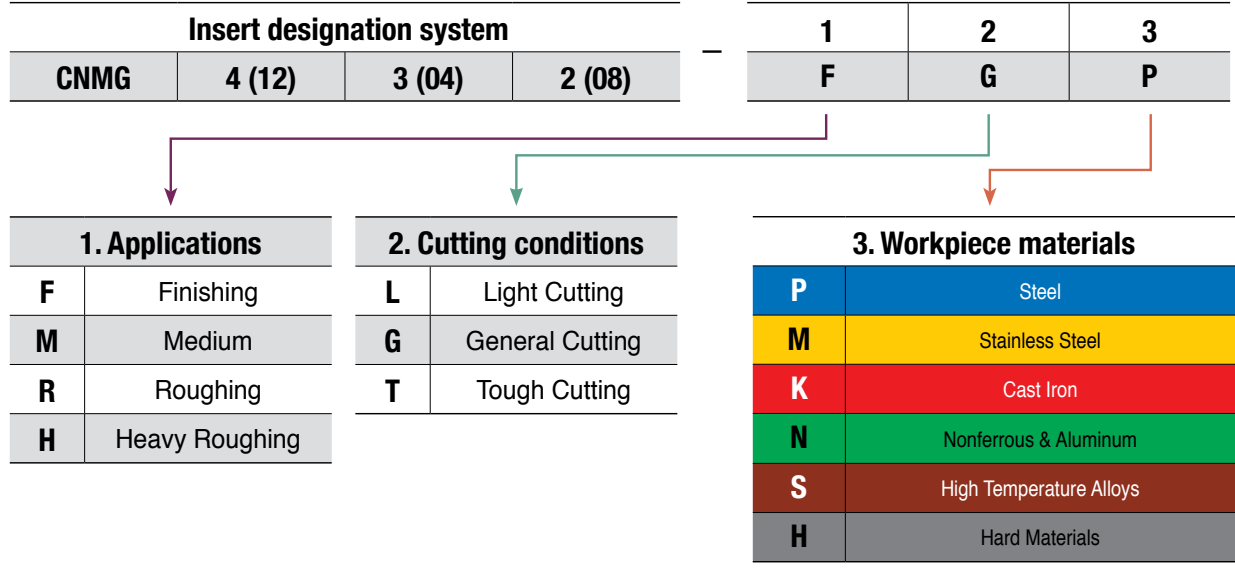 Insert designation system – 1 2 3
CNMG 4 (12) 3 (04) 2 (08) F G P
1. Applications
F Finishing
M Medium
R Roughing
H Heavy Roughing
2. Cutting conditions
L Light Cutting
G General Cutting
T Tough Cutting
3. Workpiece materials
P Steel
M Stainless Steel
K Cast Iron
N Nonferrous & Aluminum
S High Temperature Alloys
H Hard Materials